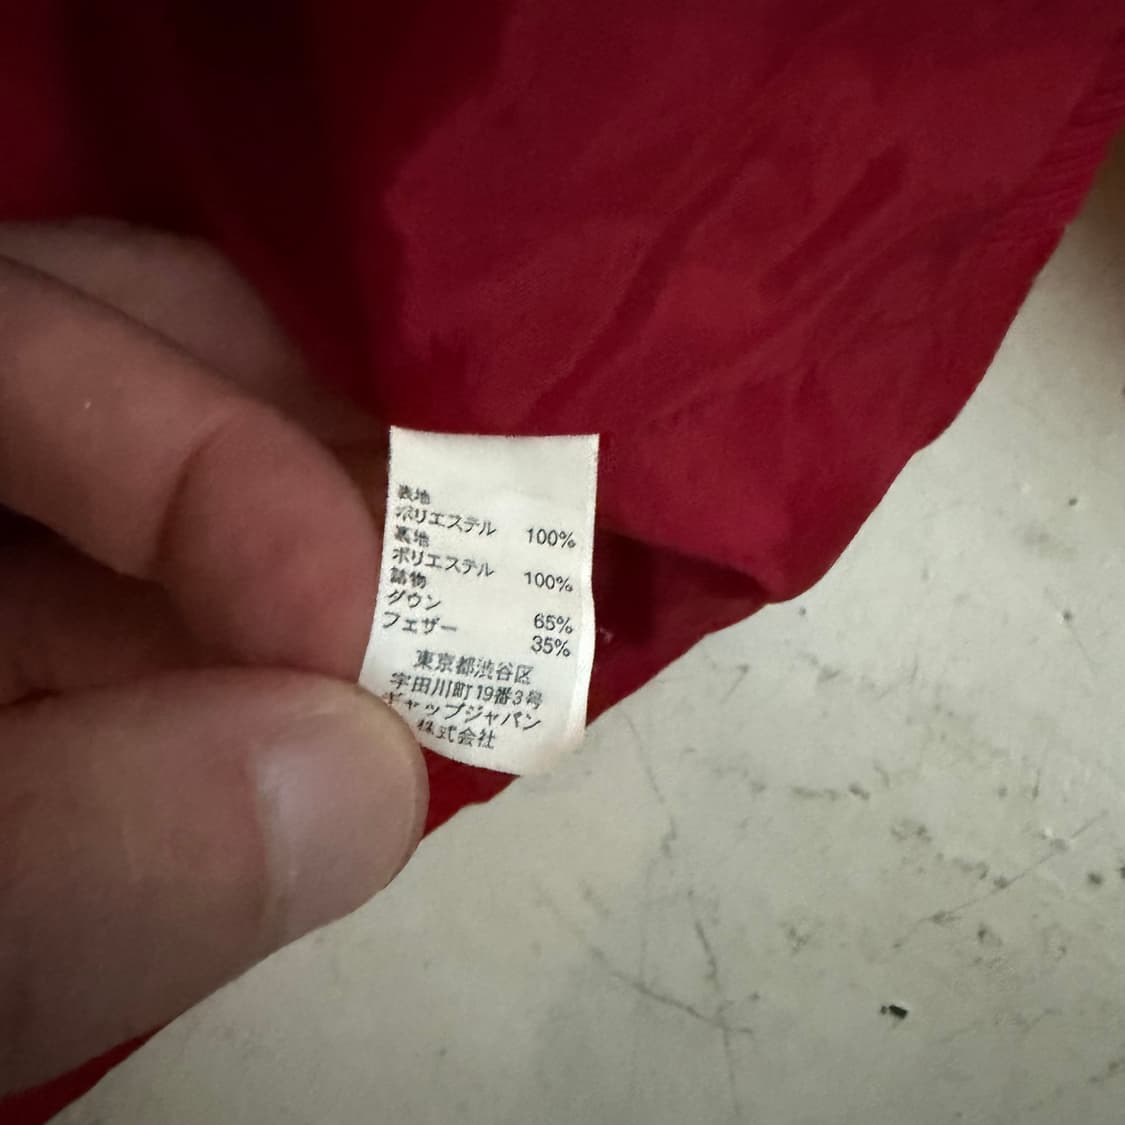 表地
ポリエステル 100%
裏地
ポリエステル 100%
詰物
ダウン 65%
フェザー 35%
東京都渋谷区
宇田川町19番3号
ギャップジャパン
株式会社